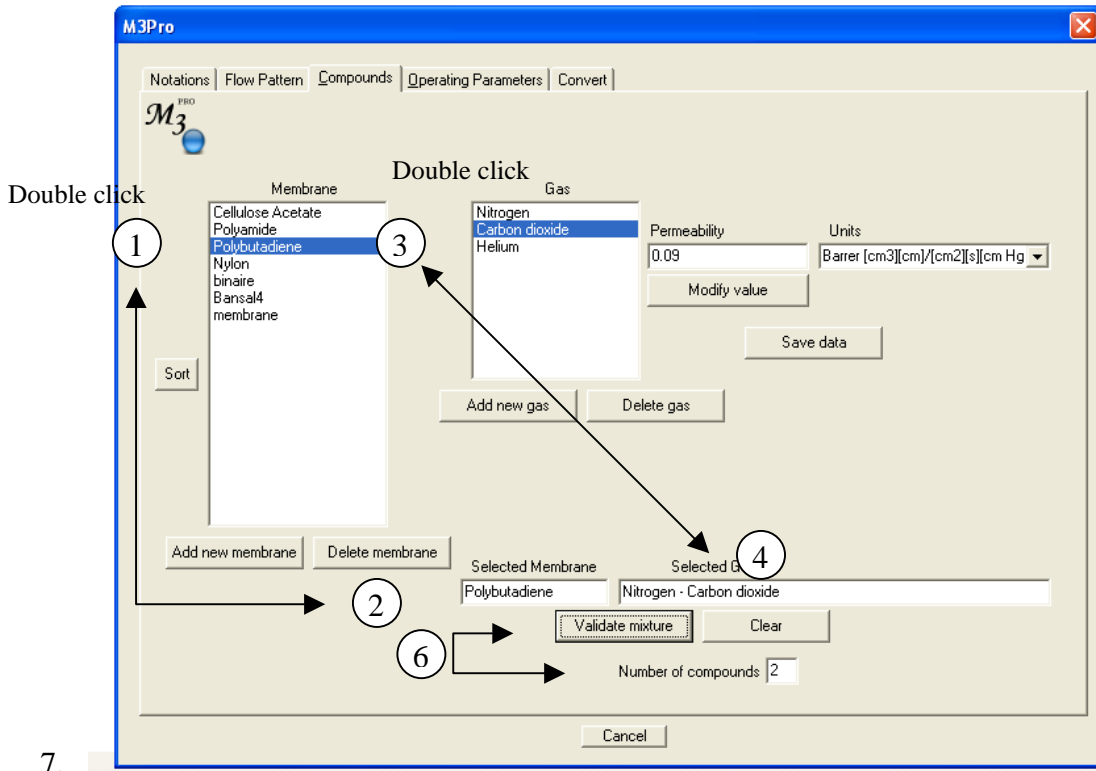 M3Pro
Notations Flow Pattern Compounds Operating Parameters Convert
M3 PRO
Double click
Double click
Membrane
Gas
Cellulose Acetate
Polyamide
Polybutadiene
Nylon
binaire
Bansal4
membrane
Nitrogen
Carbon dioxide
Helium
Permeability
Units
0.09
Barrer [cm3][cm]/[cm2][s][cm Hg
Modify value
Save data
1
3
Sort
Add new gas
Delete gas
Add new membrane
Delete membrane
Selected Membrane
Selected G
4
2
Polybutadiene
Nitrogen - Carbon dioxide
Validate mixture
Clear
6
Number of compounds 2
Cancel
7.